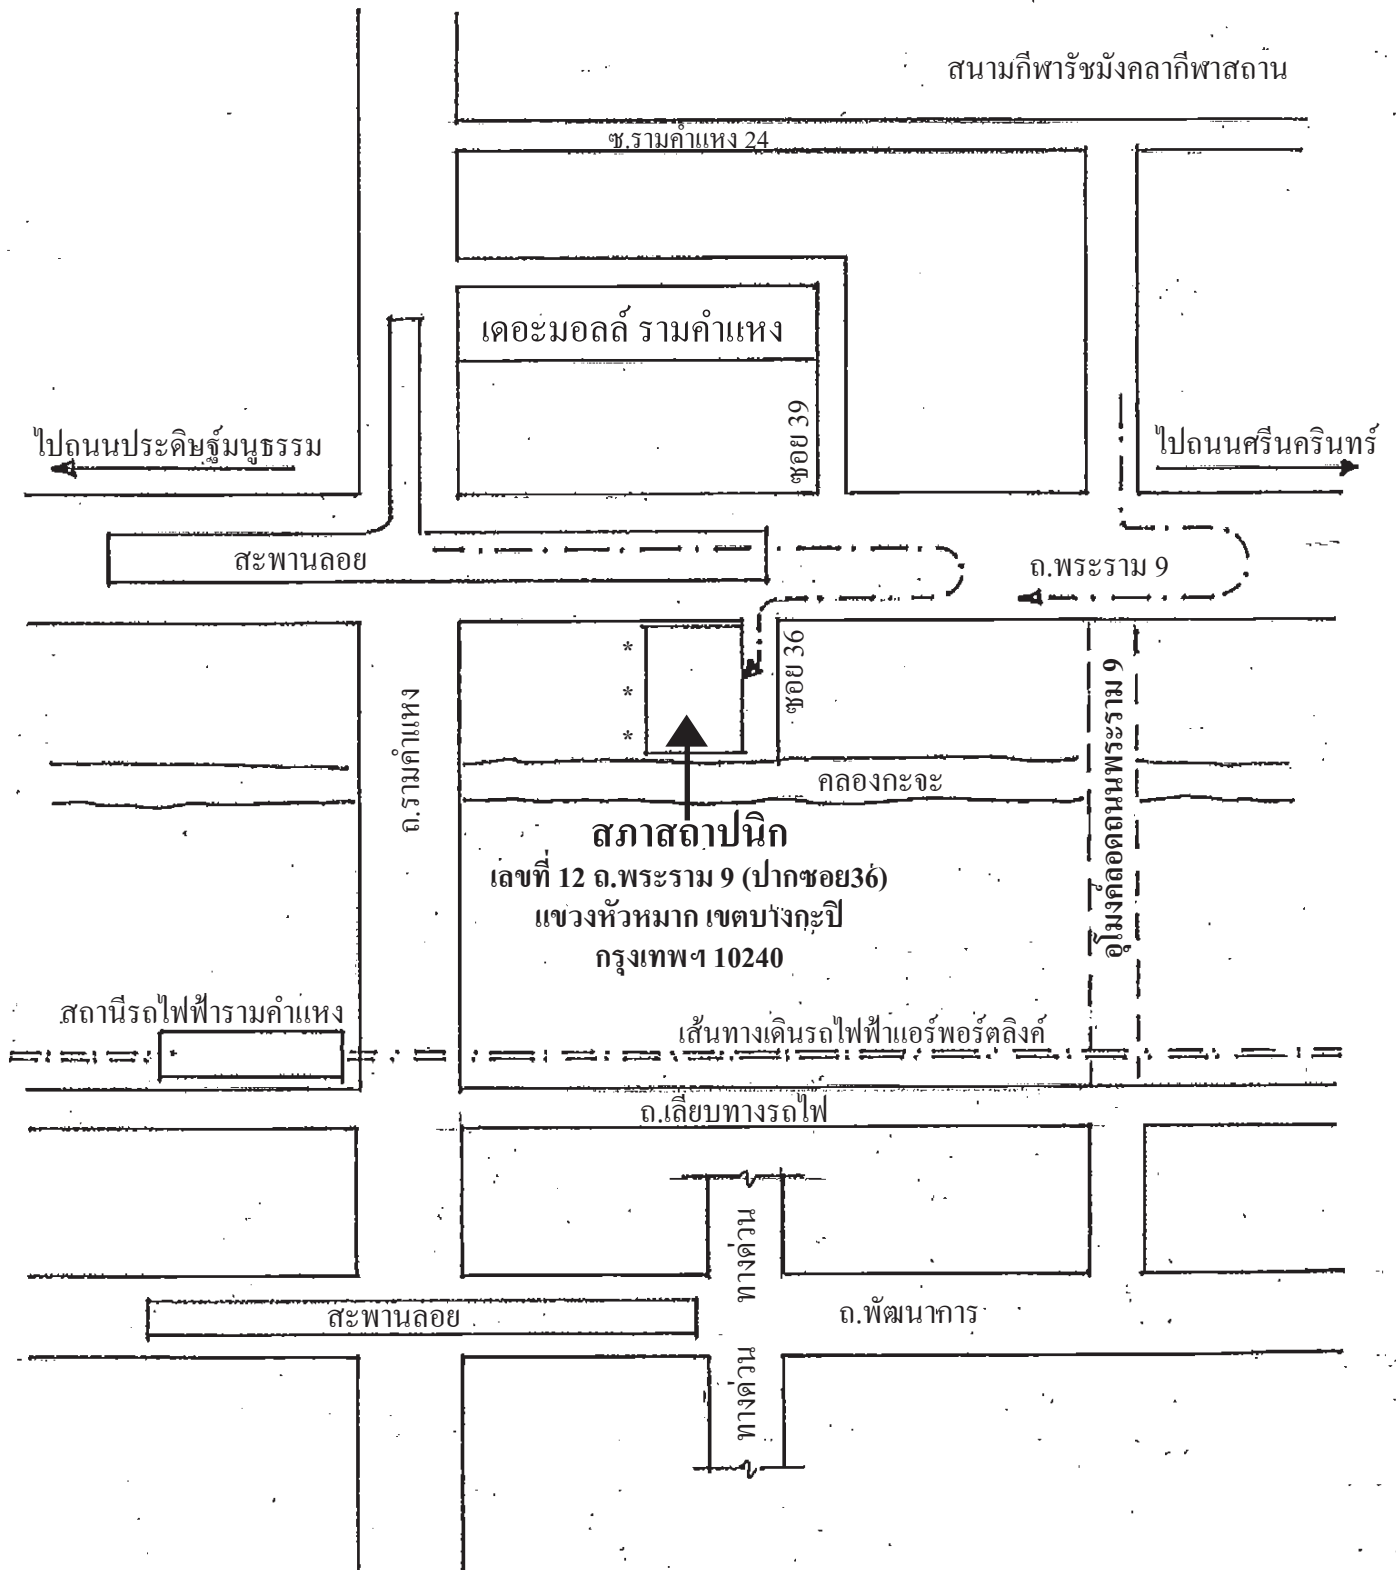 สนามกีฬารัชมังคลากีฬาสถาน
ซ.รามคำแหง 24
เดอะมอลล์ รามคำแหง
ซอย 39
ไปถนนประดิษฐ์มนูธรรม
ไปถนนศรีนครินทร์
สะพานลอย
ถ.พระราม 9
ซอย 36
* * *
ถ.รามคำแหง
อุโมงค์ลอดถนนพระราม 9
คลองกะจะ
สภาสถาปนิก
เลขที่ 12 ถ.พระราม 9 (ปากซอย36)
แขวงหัวหมาก เขตบางกะปิ
กรุงเทพฯ 10240
สถานีรถไฟฟ้ารามคำแหง
เส้นทางเดินรถไฟฟ้าแอร์พอร์ตลิงค์
ถ.เลียบทางรถไฟ
ทางด่วน
สะพานลอย
ถ.พัฒนาการ
ทางด่วน